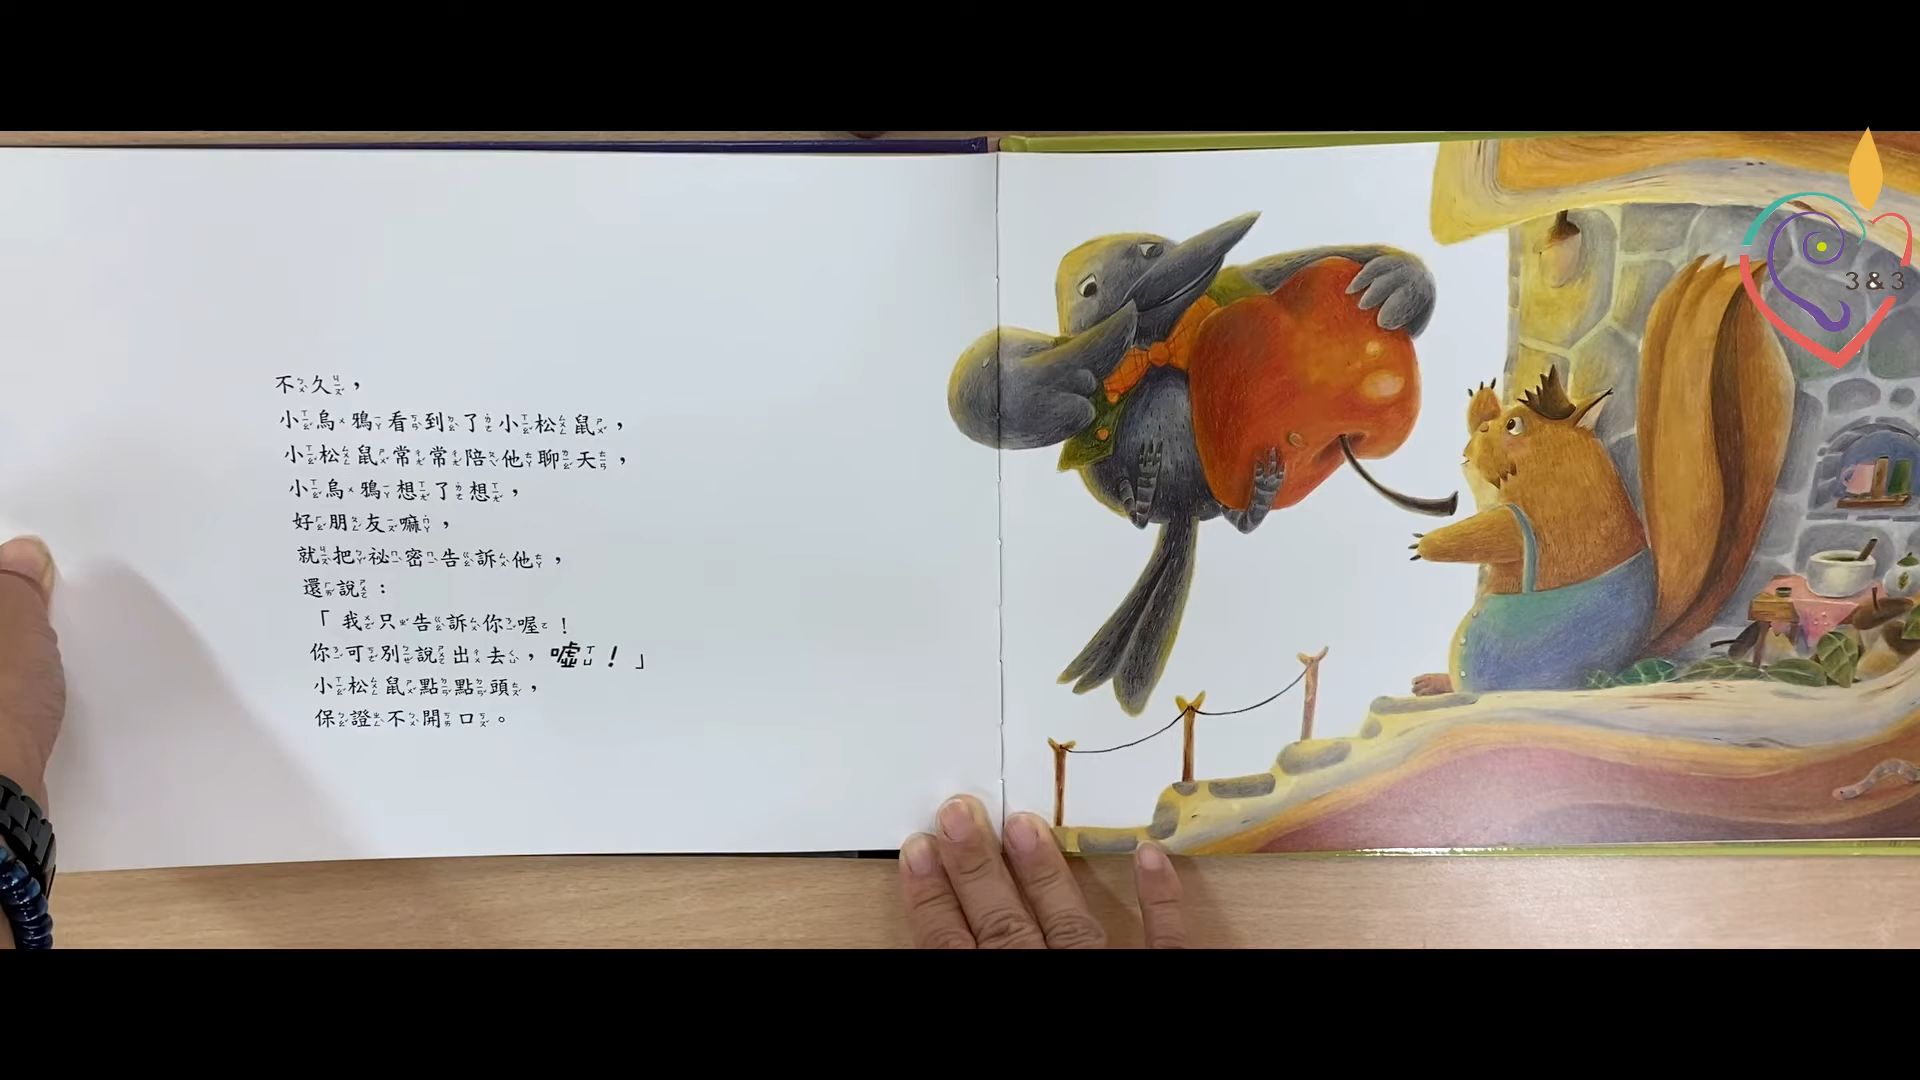 不久，
小烏鴉看到了小松鼠，
小松鼠常常陪他聊天，
小烏鴉想了想，
好朋友嘛，
就把祕密告訴他，
還說：
「我只告訴你喔！
你可別說出去，噓！」
小松鼠點點頭，
保證不開口。
3&3